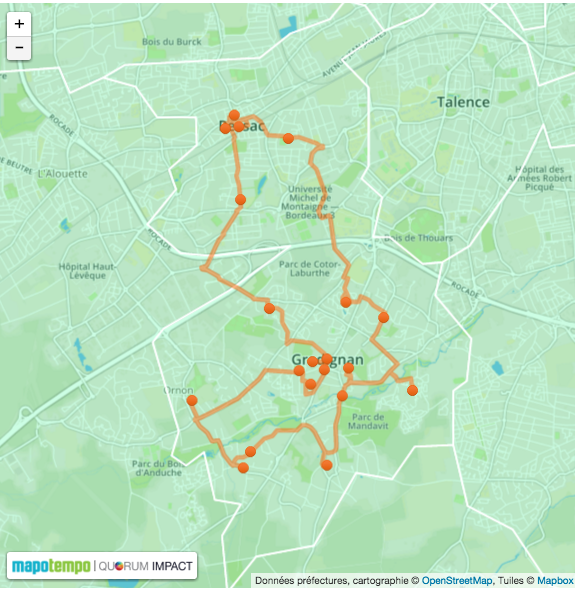 +
−
Bois du Burck
AVENUE JEAN JAURÈS
Talence
Pessac
ROCADE
L'Alouette
Université
Michel de
Montaigne —
Bordeaux 3
Hôpital des
Armées Robert
Picqué
ROCADE
Bois de Thouars
Hôpital Haut-
Lévêque
Parc de Cotor-
Laburthe
ROCADE
Gradignan
Ornon
Parc de
Mandavit
Parc du Bois
d'Anduche
mapotempo | QUORUM IMPACT
Données préfectures, cartographie © OpenStreetMap, Tuiles © Mapbox